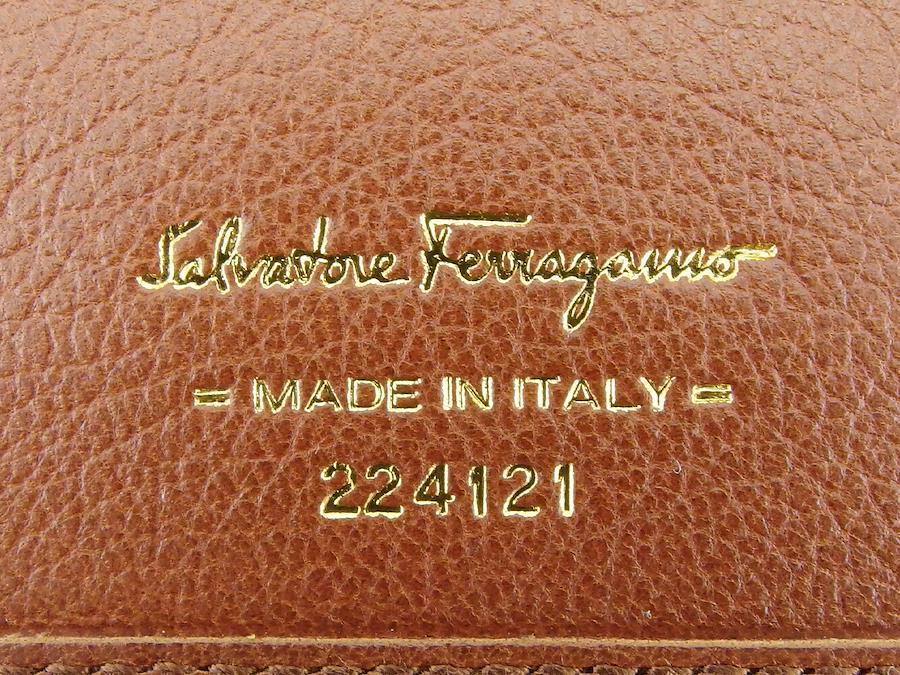 Salvatore Ferragamo
= MADE IN ITALY =
224121